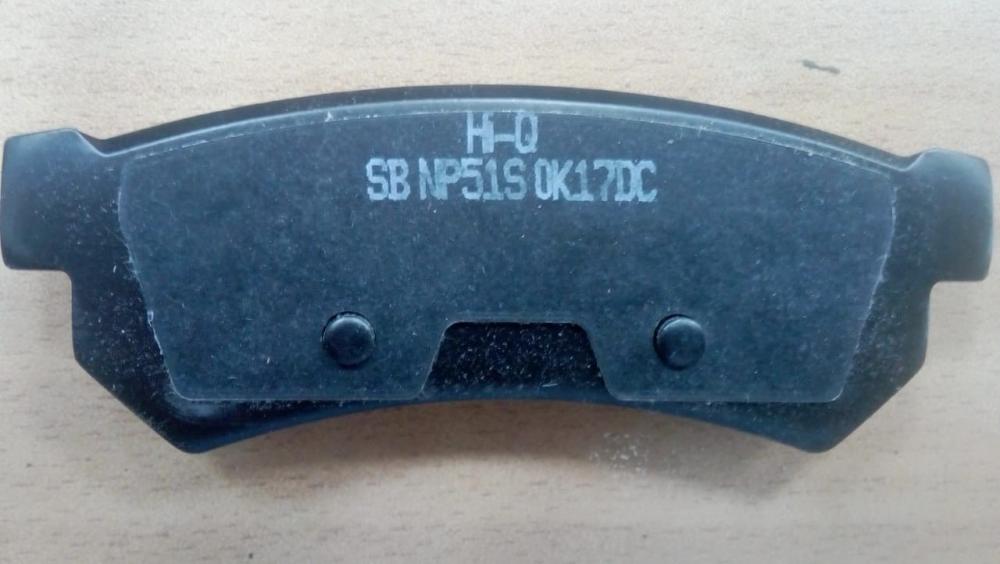 Hi-Q
SB NP51S 0K17DC